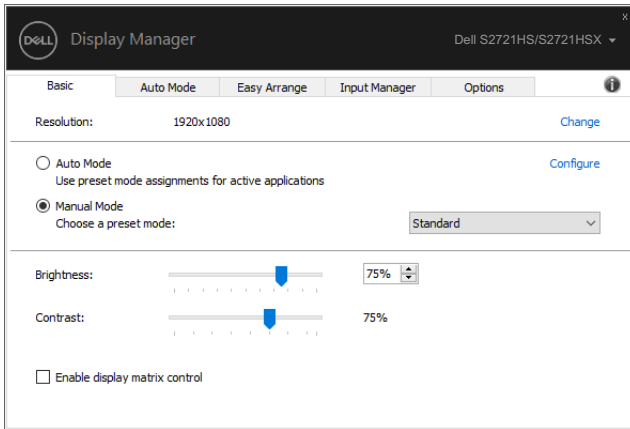 DELL Display Manager Dell S2721HS/S2721HSX x
Basic Auto Mode Easy Arrange Input Manager Options i
Resolution: 1920x1080 Change
Auto Mode Configure
Use preset mode assignments for active applications
Manual Mode
Choose a preset mode: Standard
Brightness: 75%
Contrast: 75%
Enable display matrix control